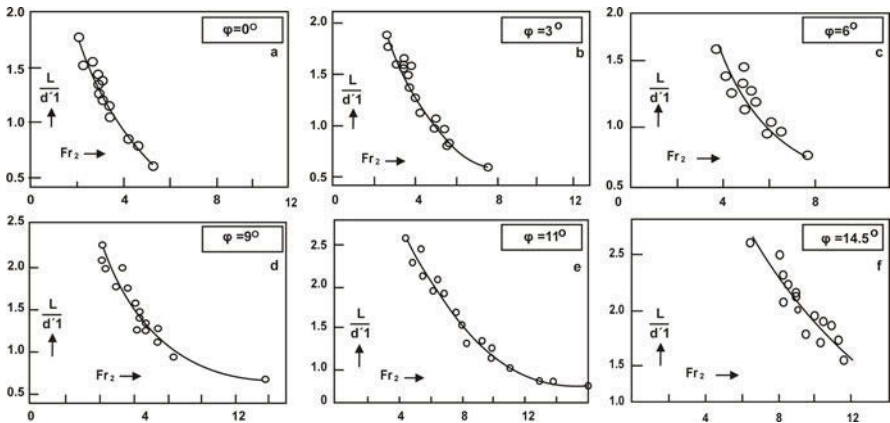 2.0
φ=0°
a
1.5
L
d´1
1.0
Fr₂
0.5
0 4 8 12
2.0
φ=3°
b
1.5
L
d´1
1.0
Fr₂
0.5
0 4 8 12
2.0
φ=6°
c
1.5
L
d´1
1.0
Fr₂
0.5
0 4 8
2.5
φ =9°
d
2.0
1.5
L
d´1
1.0
Fr₂
0.5
0 4 12
φ =11°
2.5
e
2.0
1.5
L
d´1
1.0
Fr₂
0.0
0 4 8 12 16
φ =14.5°
2.5
f
2.0
L
d´1
1.5
Fr₂
1.0
4 8 10 12